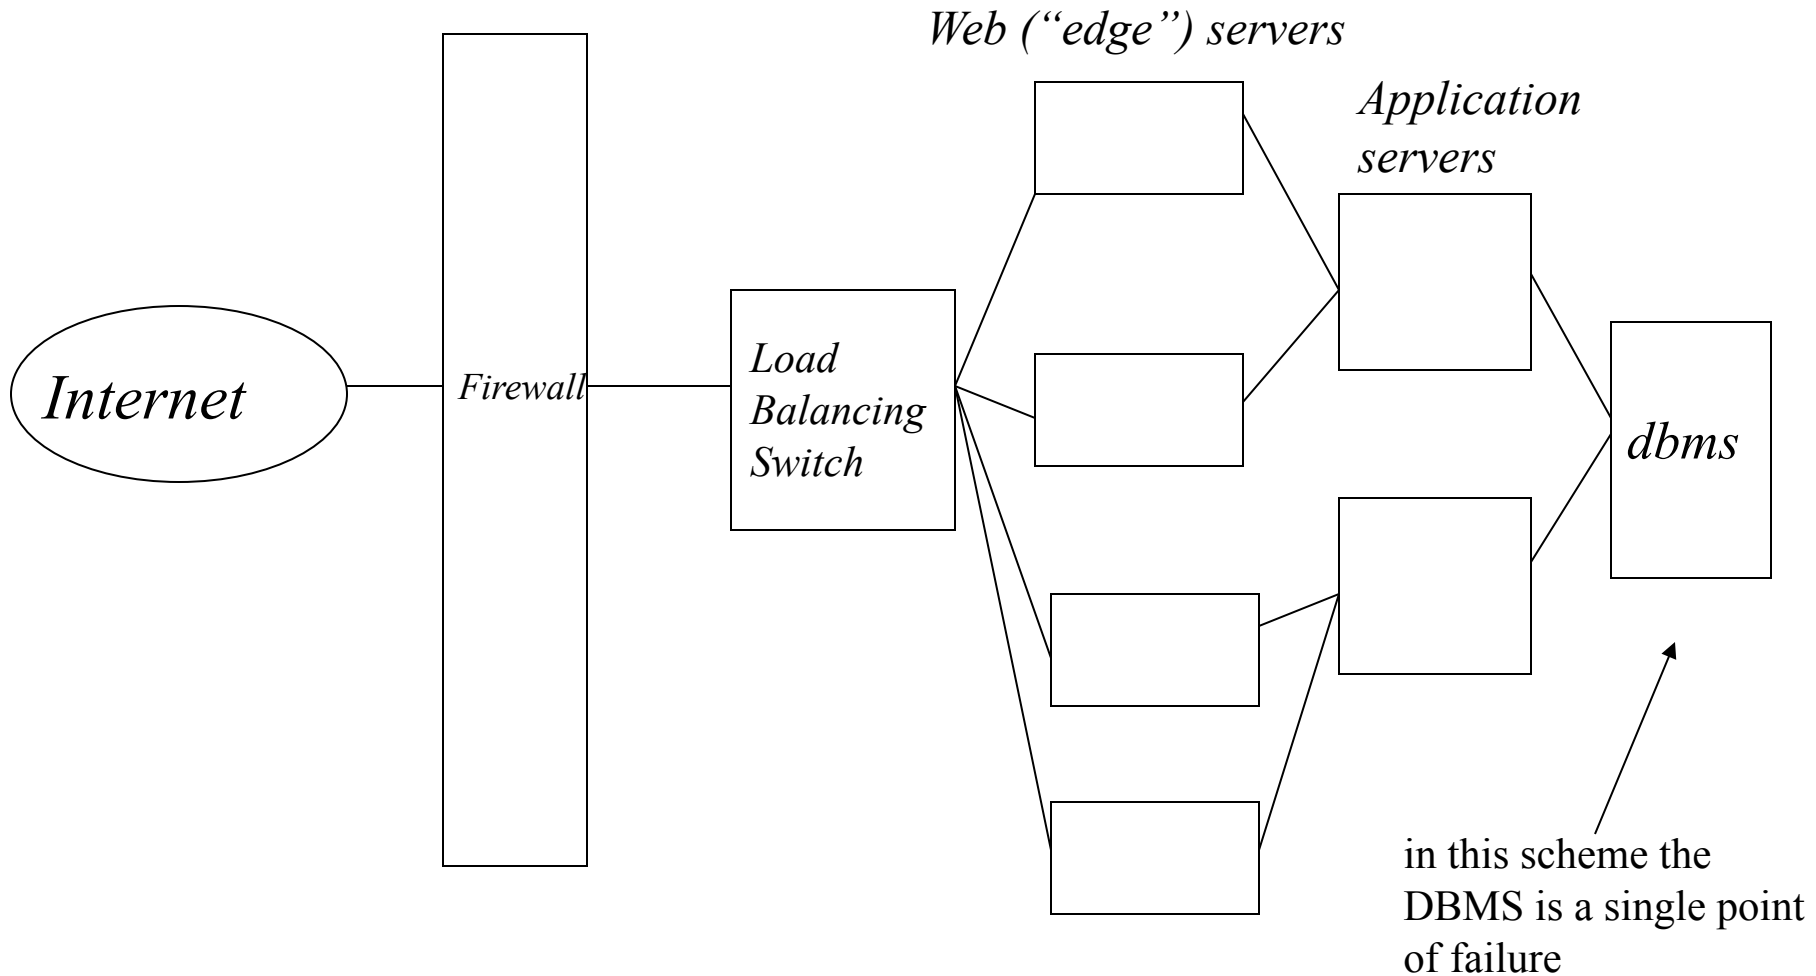 Web (“edge”) servers
Application
servers
Internet
Firewall
Load
Balancing
Switch
dbms
in this scheme the
DBMS is a single point
of failure